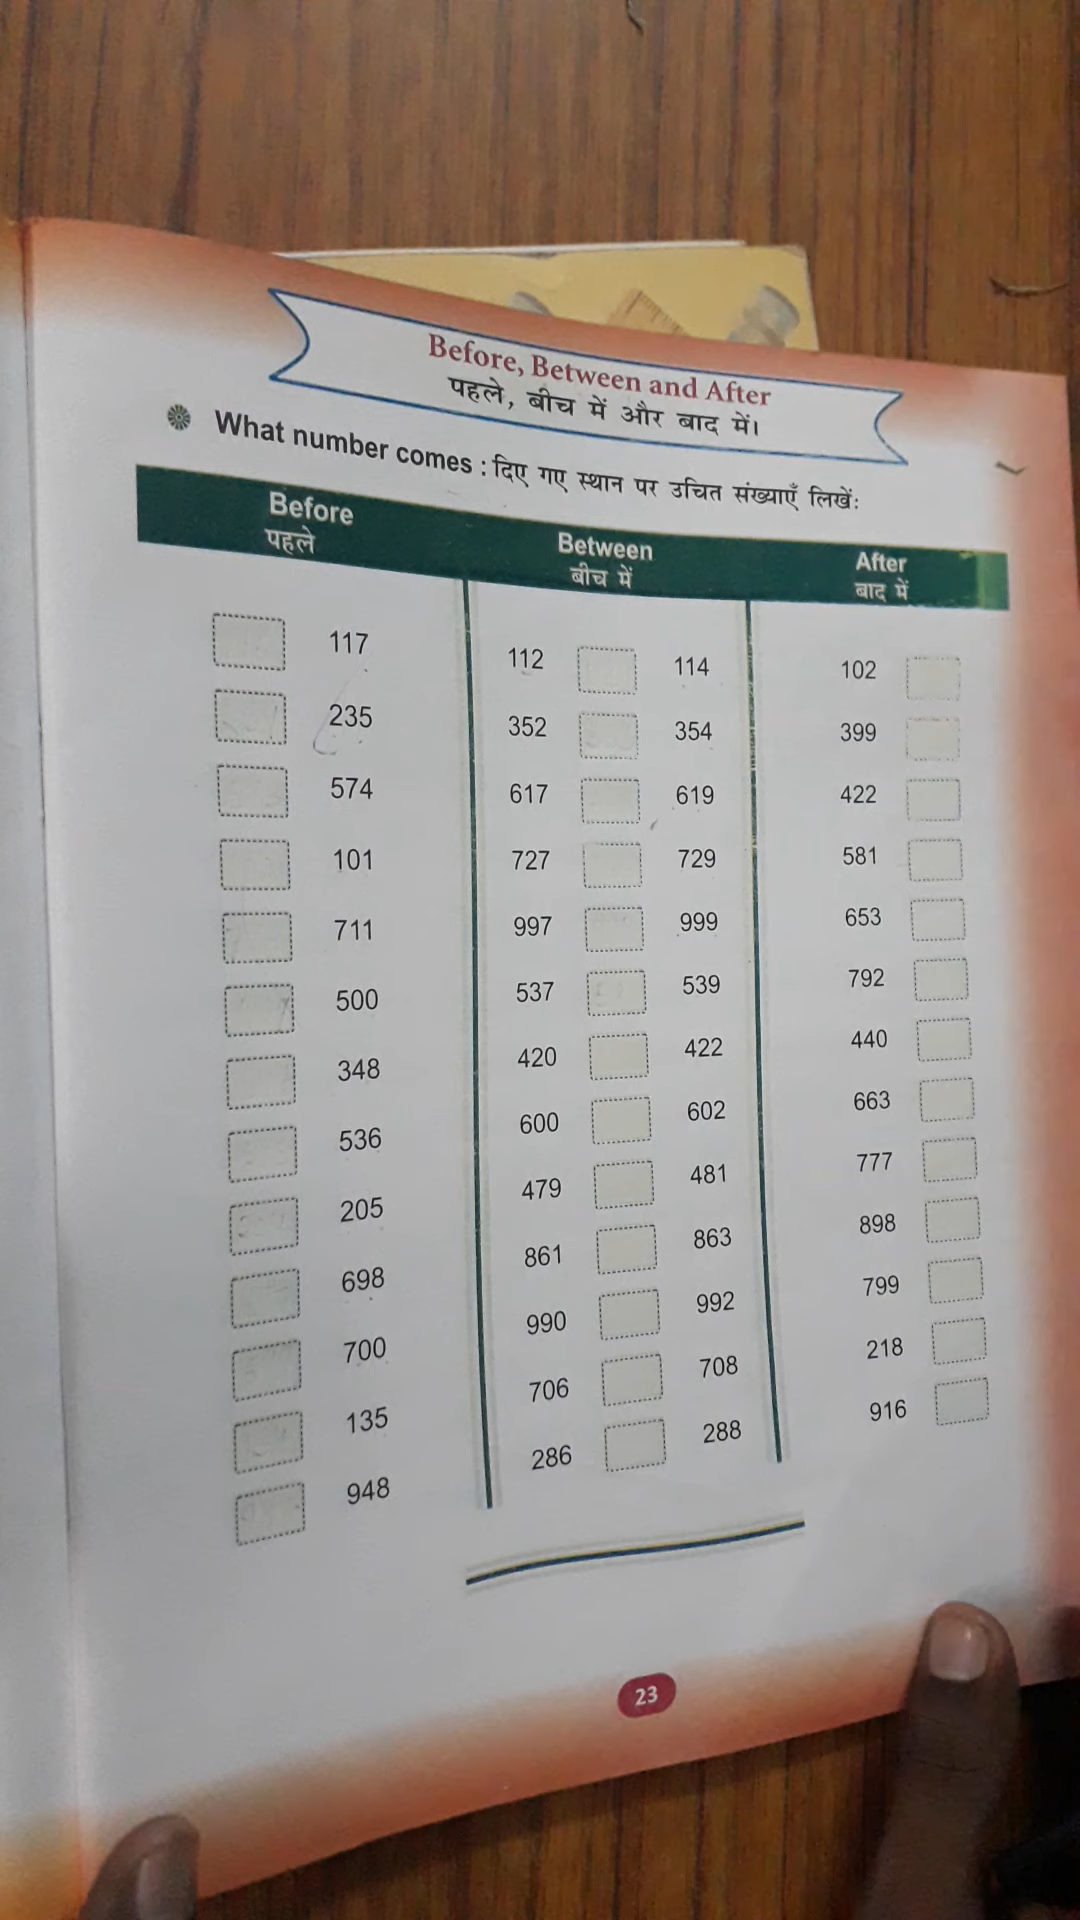 Before, Between and After
पहले, बीच में और बाद में।
What number comes : दिए गए स्थान पर उचित संख्याएँ लिखें:
Before Between After
पहले बीच में बाद में
117 112 114 102
235 352 354 399
574 617 619 422
101 727 729 581
711 997 999 653
500 537 539 792
348 420 422 440
536 600 602 663
205 479 481 777
698 861 863 898
700 990 992 799
135 706 708 218
948 286 288 916
23